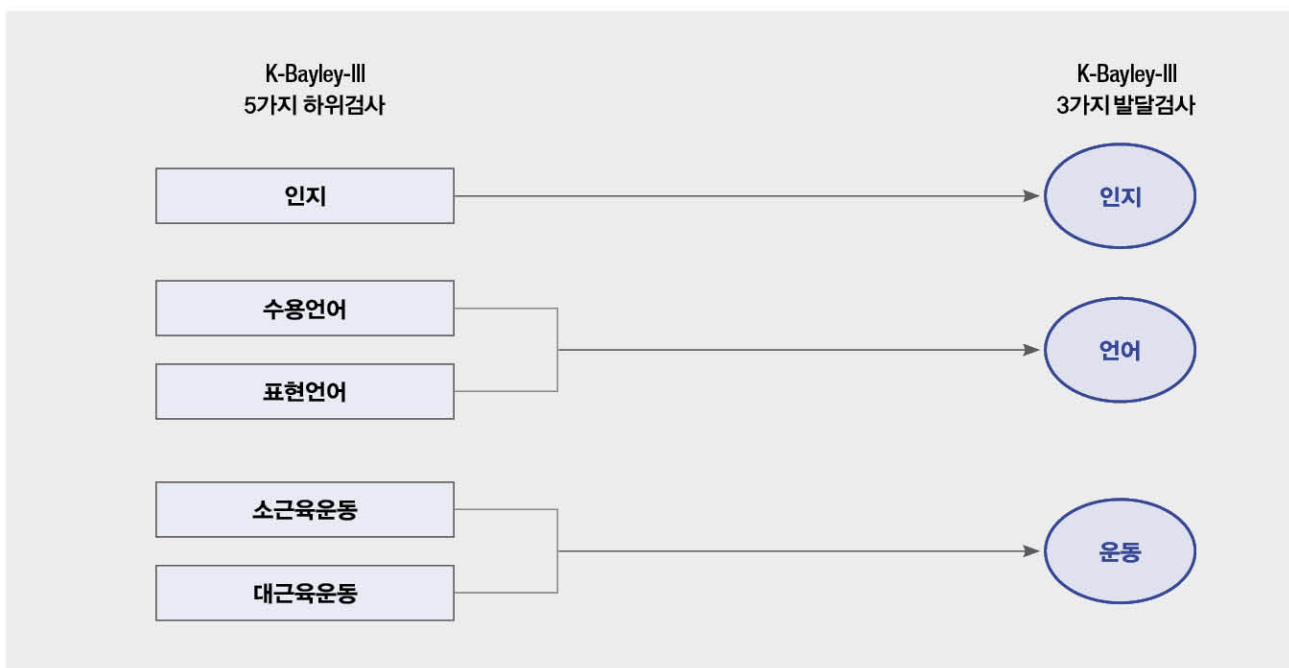 K-Bayley-III
5가지 하위검사
K-Bayley-III
3가지 발달검사
인지
인지
수용언어
표현언어
언어
소근육운동
대근육운동
운동